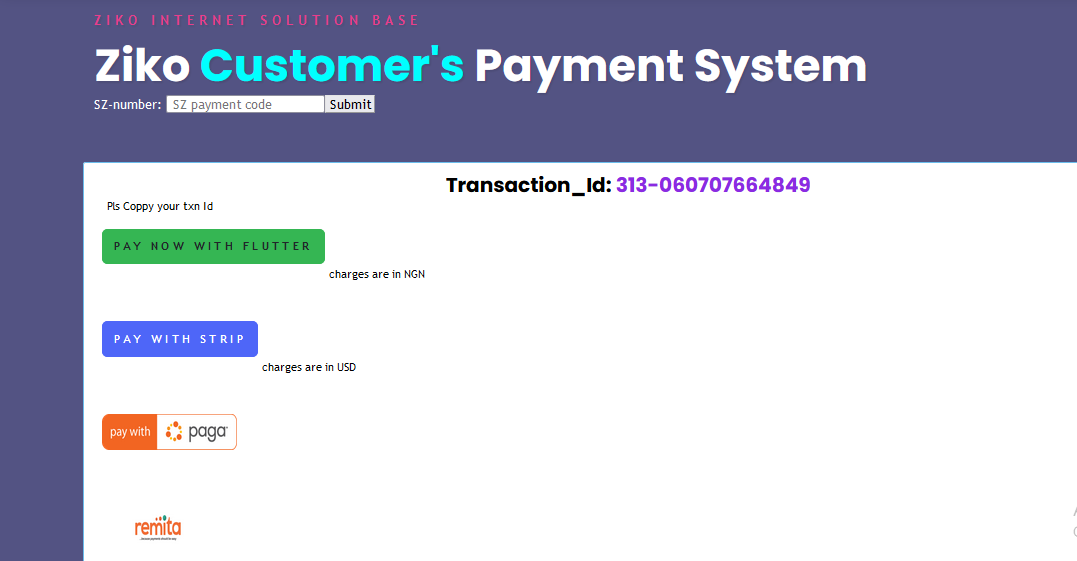 ZIKO INTERNET SOLUTION BASE
Ziko Customer's Payment System
SZ-number: SZ payment code Submit
Transaction_Id: 313-060707664849
Pls Coppy your txn Id
PAY NOW WITH FLUTTER
charges are in NGN
PAY WITH STRIP
charges are in USD
pay with paga
remita